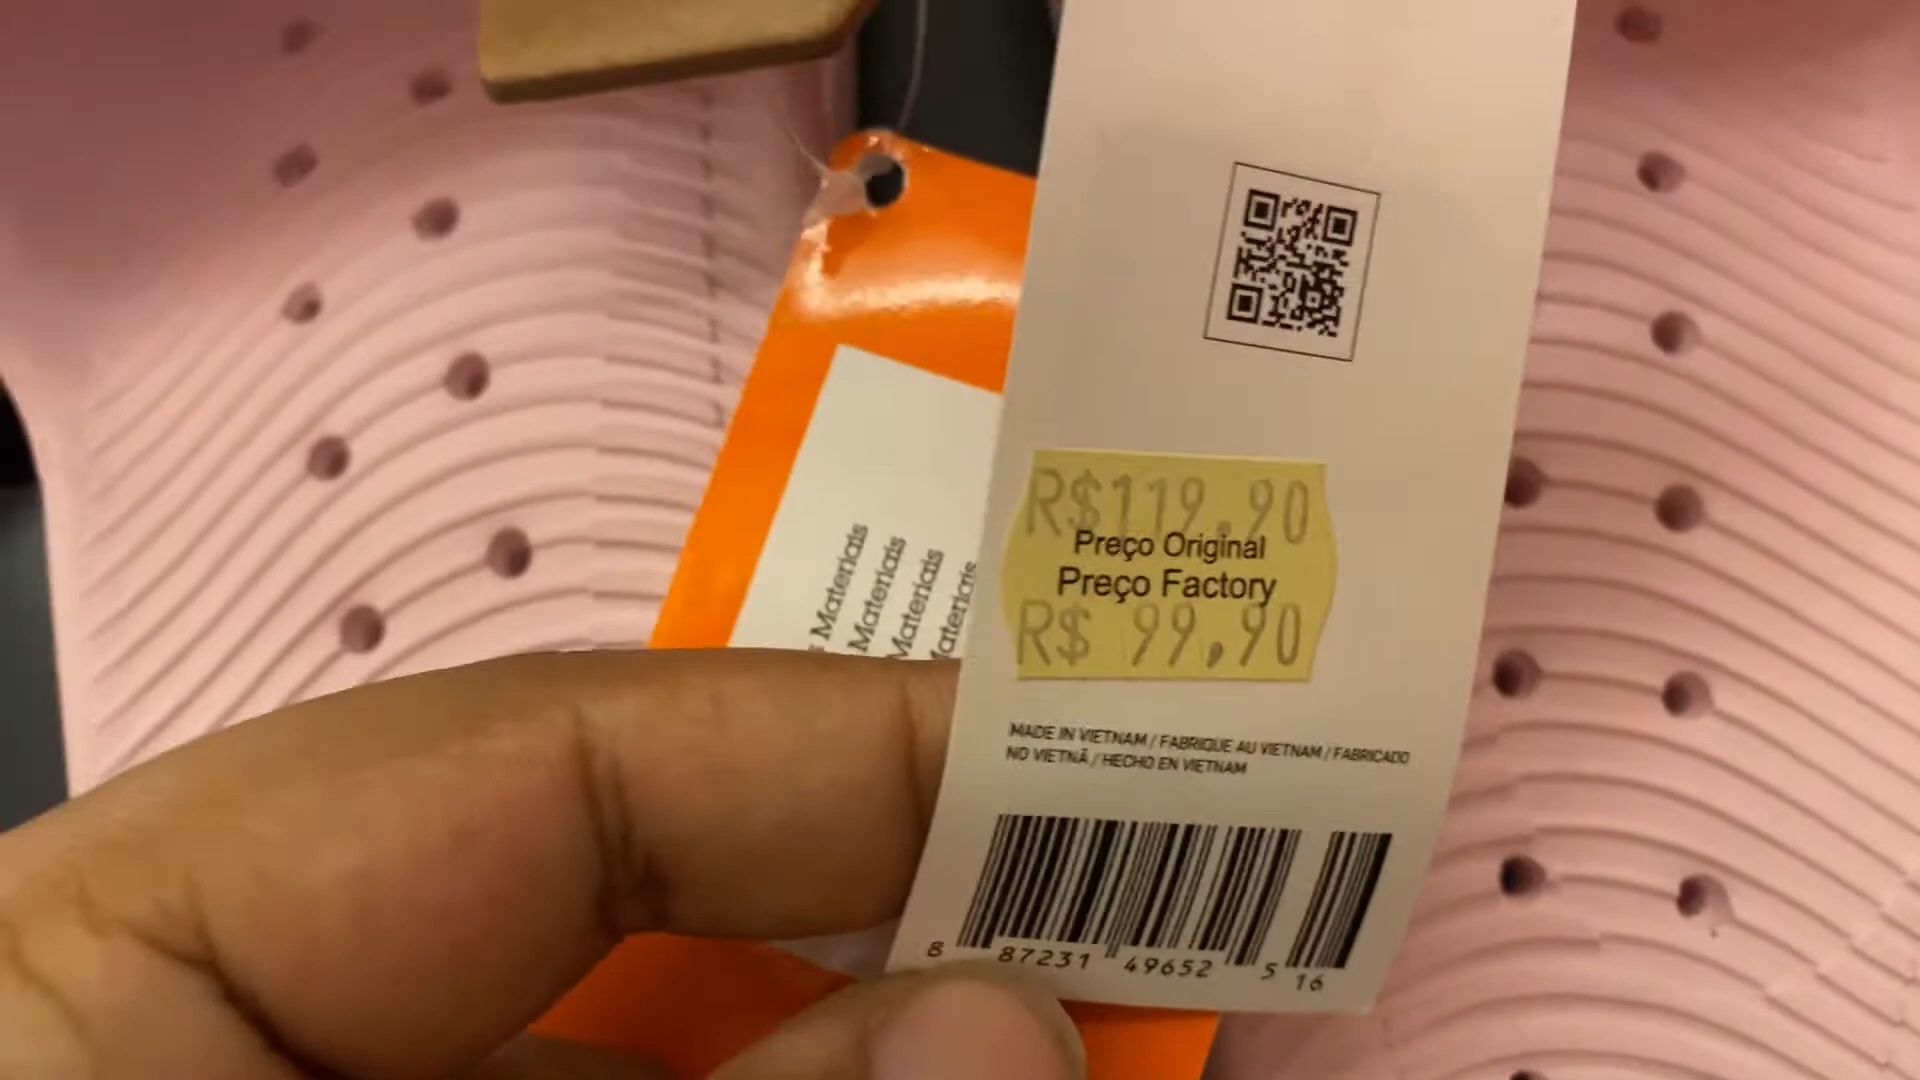 Materiais
Materiais
Materiais
R$119,90
Preço Original
Preço Factory
R$ 99,90
MADE IN VIETNAM / FABRIQUE AU VIETNAM / FABRICADO
NO VIETNÃ / HECHO EN VIETNAM
8 87231 49652 5 16